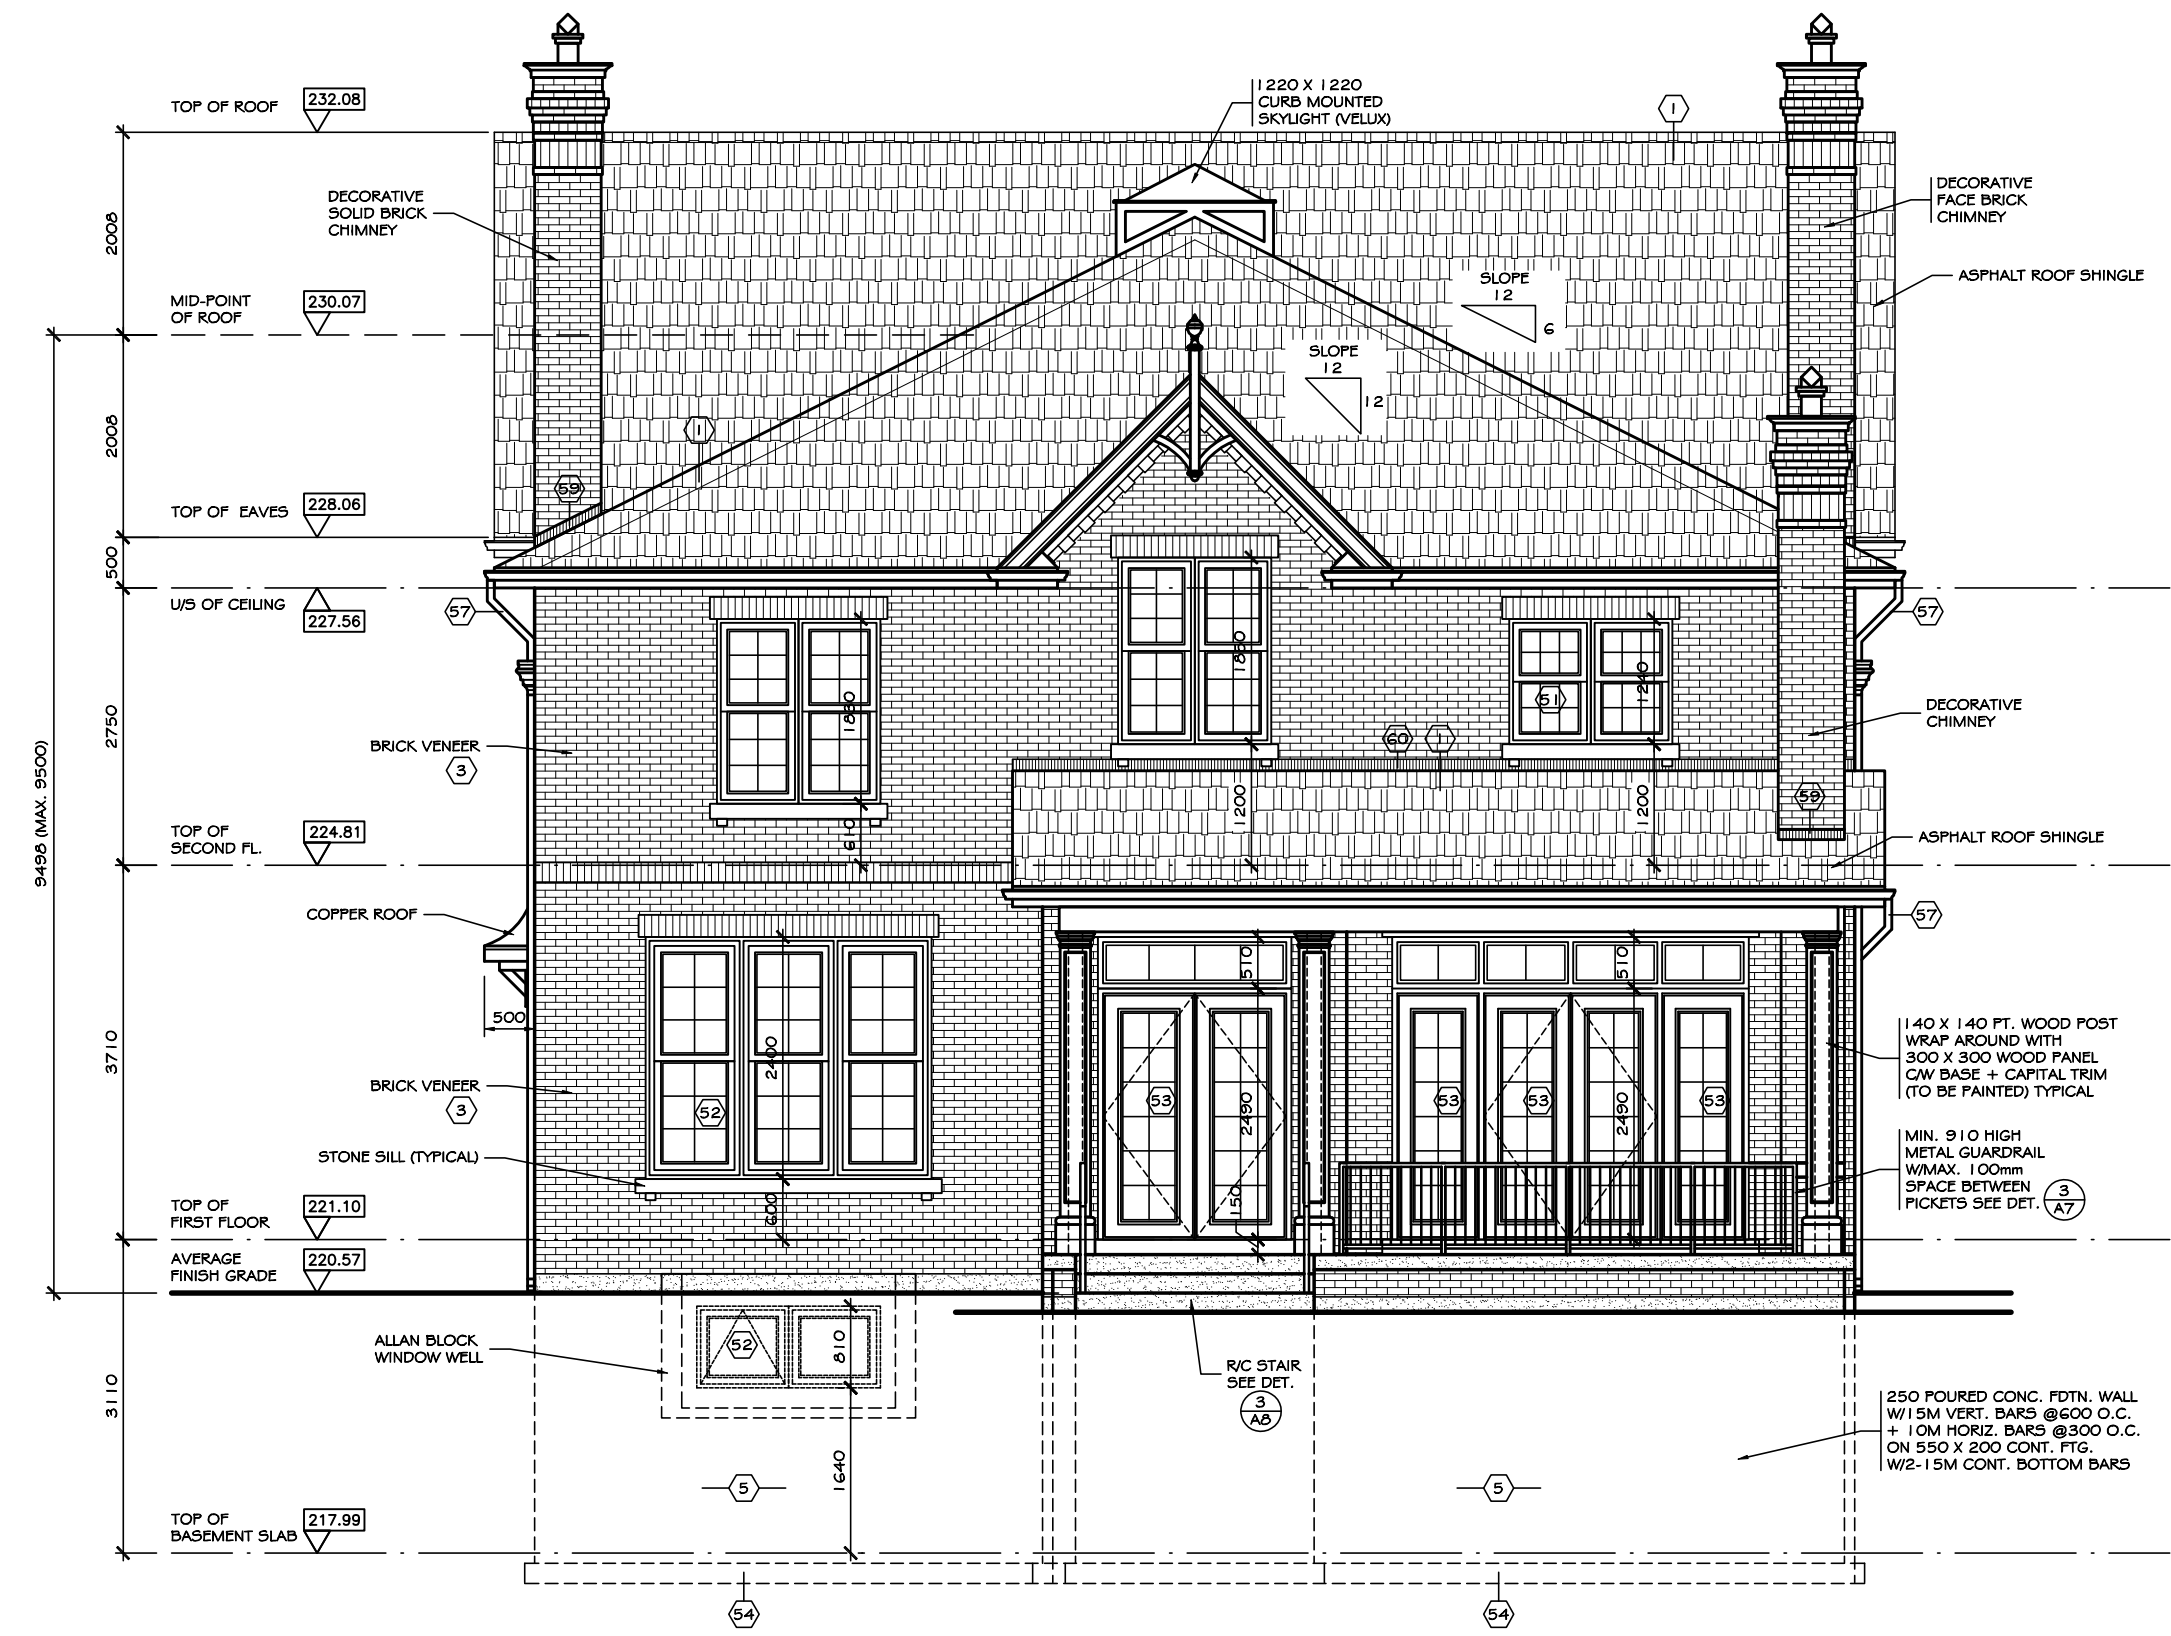 TOP OF ROOF
232.08
1220 X 1220
CURB MOUNTED
SKYLIGHT (VELUX)
1
DECORATIVE
SOLID BRICK
CHIMNEY
DECORATIVE
FACE BRICK
CHIMNEY
2008
ASPHALT ROOF SHINGLE
SLOPE
12
6
MID-POINT
OF ROOF
230.07
SLOPE
12
12
2008
1
59
TOP OF EAVES
228.06
500
U/S OF CEILING
227.56
57
57
1830
1830
1240
51
2750
BRICK VENEER
3
60
1
DECORATIVE
CHIMNEY
59
9498 (MAX. 9500)
610
1200
1200
TOP OF
SECOND FL.
224.81
ASPHALT ROOF SHINGLE
COPPER ROOF
57
510
510
500
3710
2400
140 X 140 PT. WOOD POST
WRAP AROUND WITH
300 X 300 WOOD PANEL
C/W BASE + CAPITAL TRIM
(TO BE PAINTED) TYPICAL
BRICK VENEER
3
52
53
2490
53
53
2490
53
MIN. 910 HIGH
METAL GUARDRAIL
W/MAX. 100mm
SPACE BETWEEN
PICKETS SEE DET.
3
A7
STONE SILL (TYPICAL)
600
150
TOP OF
FIRST FLOOR
221.10
AVERAGE
FINISH GRADE
220.57
ALLAN BLOCK
WINDOW WELL
52
810
R/C STAIR
SEE DET.
3
A8
3110
250 POURED CONC. FDTN. WALL
W/15M VERT. BARS @600 O.C.
+ 10M HORIZ. BARS @300 O.C.
ON 550 X 200 CONT. FTG.
W/2-15M CONT. BOTTOM BARS
1640
5
5
TOP OF
BASEMENT SLAB
217.99
54
54